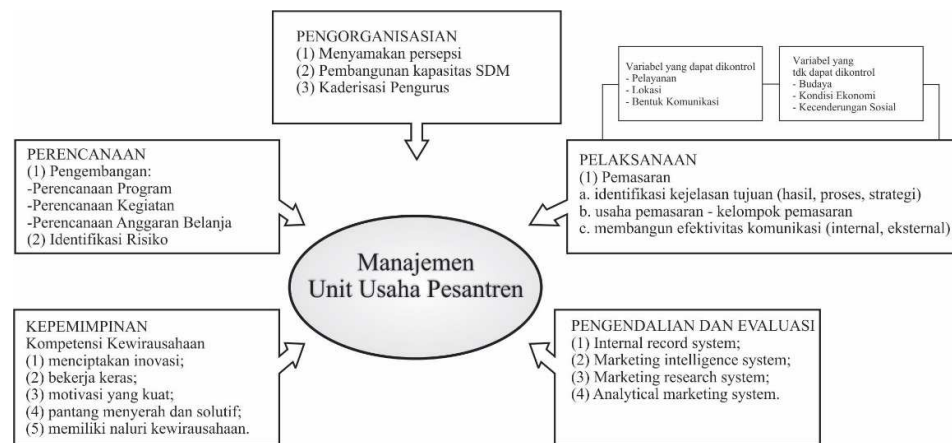 PENGORGANISASIAN
(1) Menyamakan persepsi
(2) Pembangunan kapasitas SDM
(3) Kaderisasi Pengurus
Variabel yang dapat dikontrol
- Pelayanan
- Lokasi
- Bentuk Komunikasi
Variabel yang
tdk dapat dikontrol
- Budaya
- Kondisi Ekonomi
- Kecenderungan Sosial
PERENCANAAN
(1) Pengembangan:
-Perencanaan Program
-Perencanaan Kegiatan
-Perencanaan Anggaran Belanja
(2) Identifikasi Risiko
PELAKSANAAN
(1) Pemasaran
a. identifikasi kejelasan tujuan (hasil, proses, strategi)
b. usaha pemasaran - kelompok pemasaran
c. membangun efektivitas komunikasi (internal, eksternal)
Manajemen
Unit Usaha Pesantren
KEPEMIMPINAN
Kompetensi Kewirausahaan
(1) menciptakan inovasi;
(2) bekerja keras;
(3) motivasi yang kuat;
(4) pantang menyerah dan solutif;
(5) memiliki naluri kewirausahaan.
PENGENDALIAN DAN EVALUASI
(1) Internal record system;
(2) Marketing intelligence system;
(3) Marketing research system;
(4) Analytical marketing system.